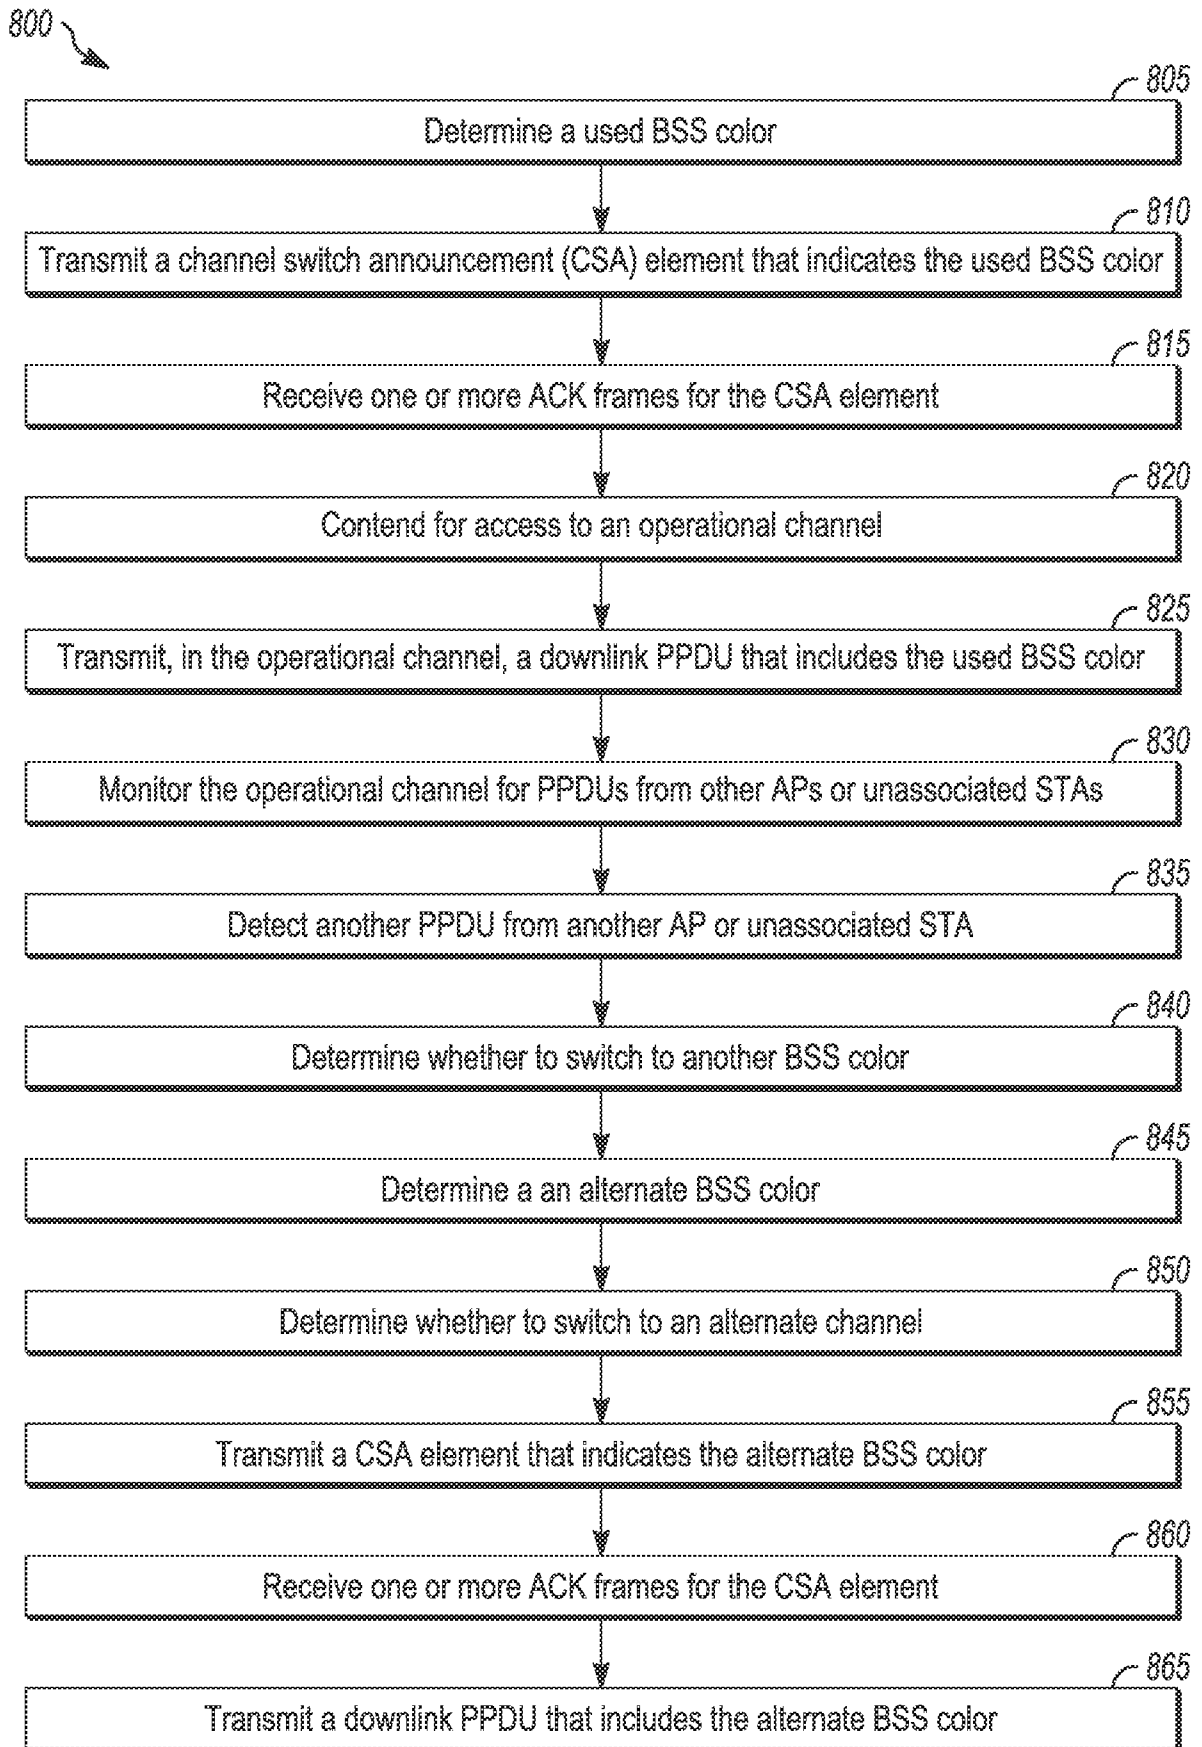 800
805
Determine a used BSS color
810
Transmit a channel switch announcement (CSA) element that indicates the used BSS color
815
Receive one or more ACK frames for the CSA element
820
Contend for access to an operational channel
825
Transmit, in the operational channel, a downlink PPDU that includes the used BSS color
830
Monitor the operational channel for PPDUs from other APs or unassociated STAs
835
Detect another PPDU from another AP or unassociated STA
840
Determine whether to switch to another BSS color
845
Determine a an alternate BSS color
850
Determine whether to switch to an alternate channel
855
Transmit a CSA element that indicates the alternate BSS color
860
Receive one or more ACK frames for the CSA element
865
Transmit a downlink PPDU that includes the alternate BSS color